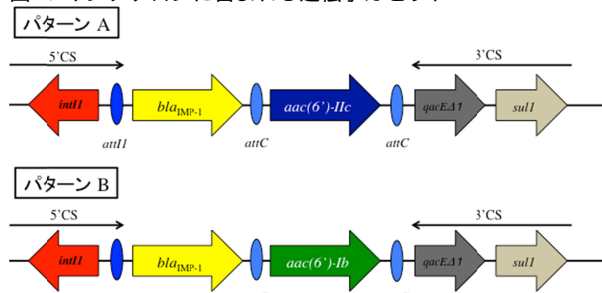 パターン A
5'CS
3'CS
intI1
blaIMP-1
aac(6')-IIc
qacEΔ1
sul1
attI1
attC
attC
パターン B
5'CS
3'CS
intI1
blaIMP-1
aac(6')-Ib
qacEΔ1
sul1